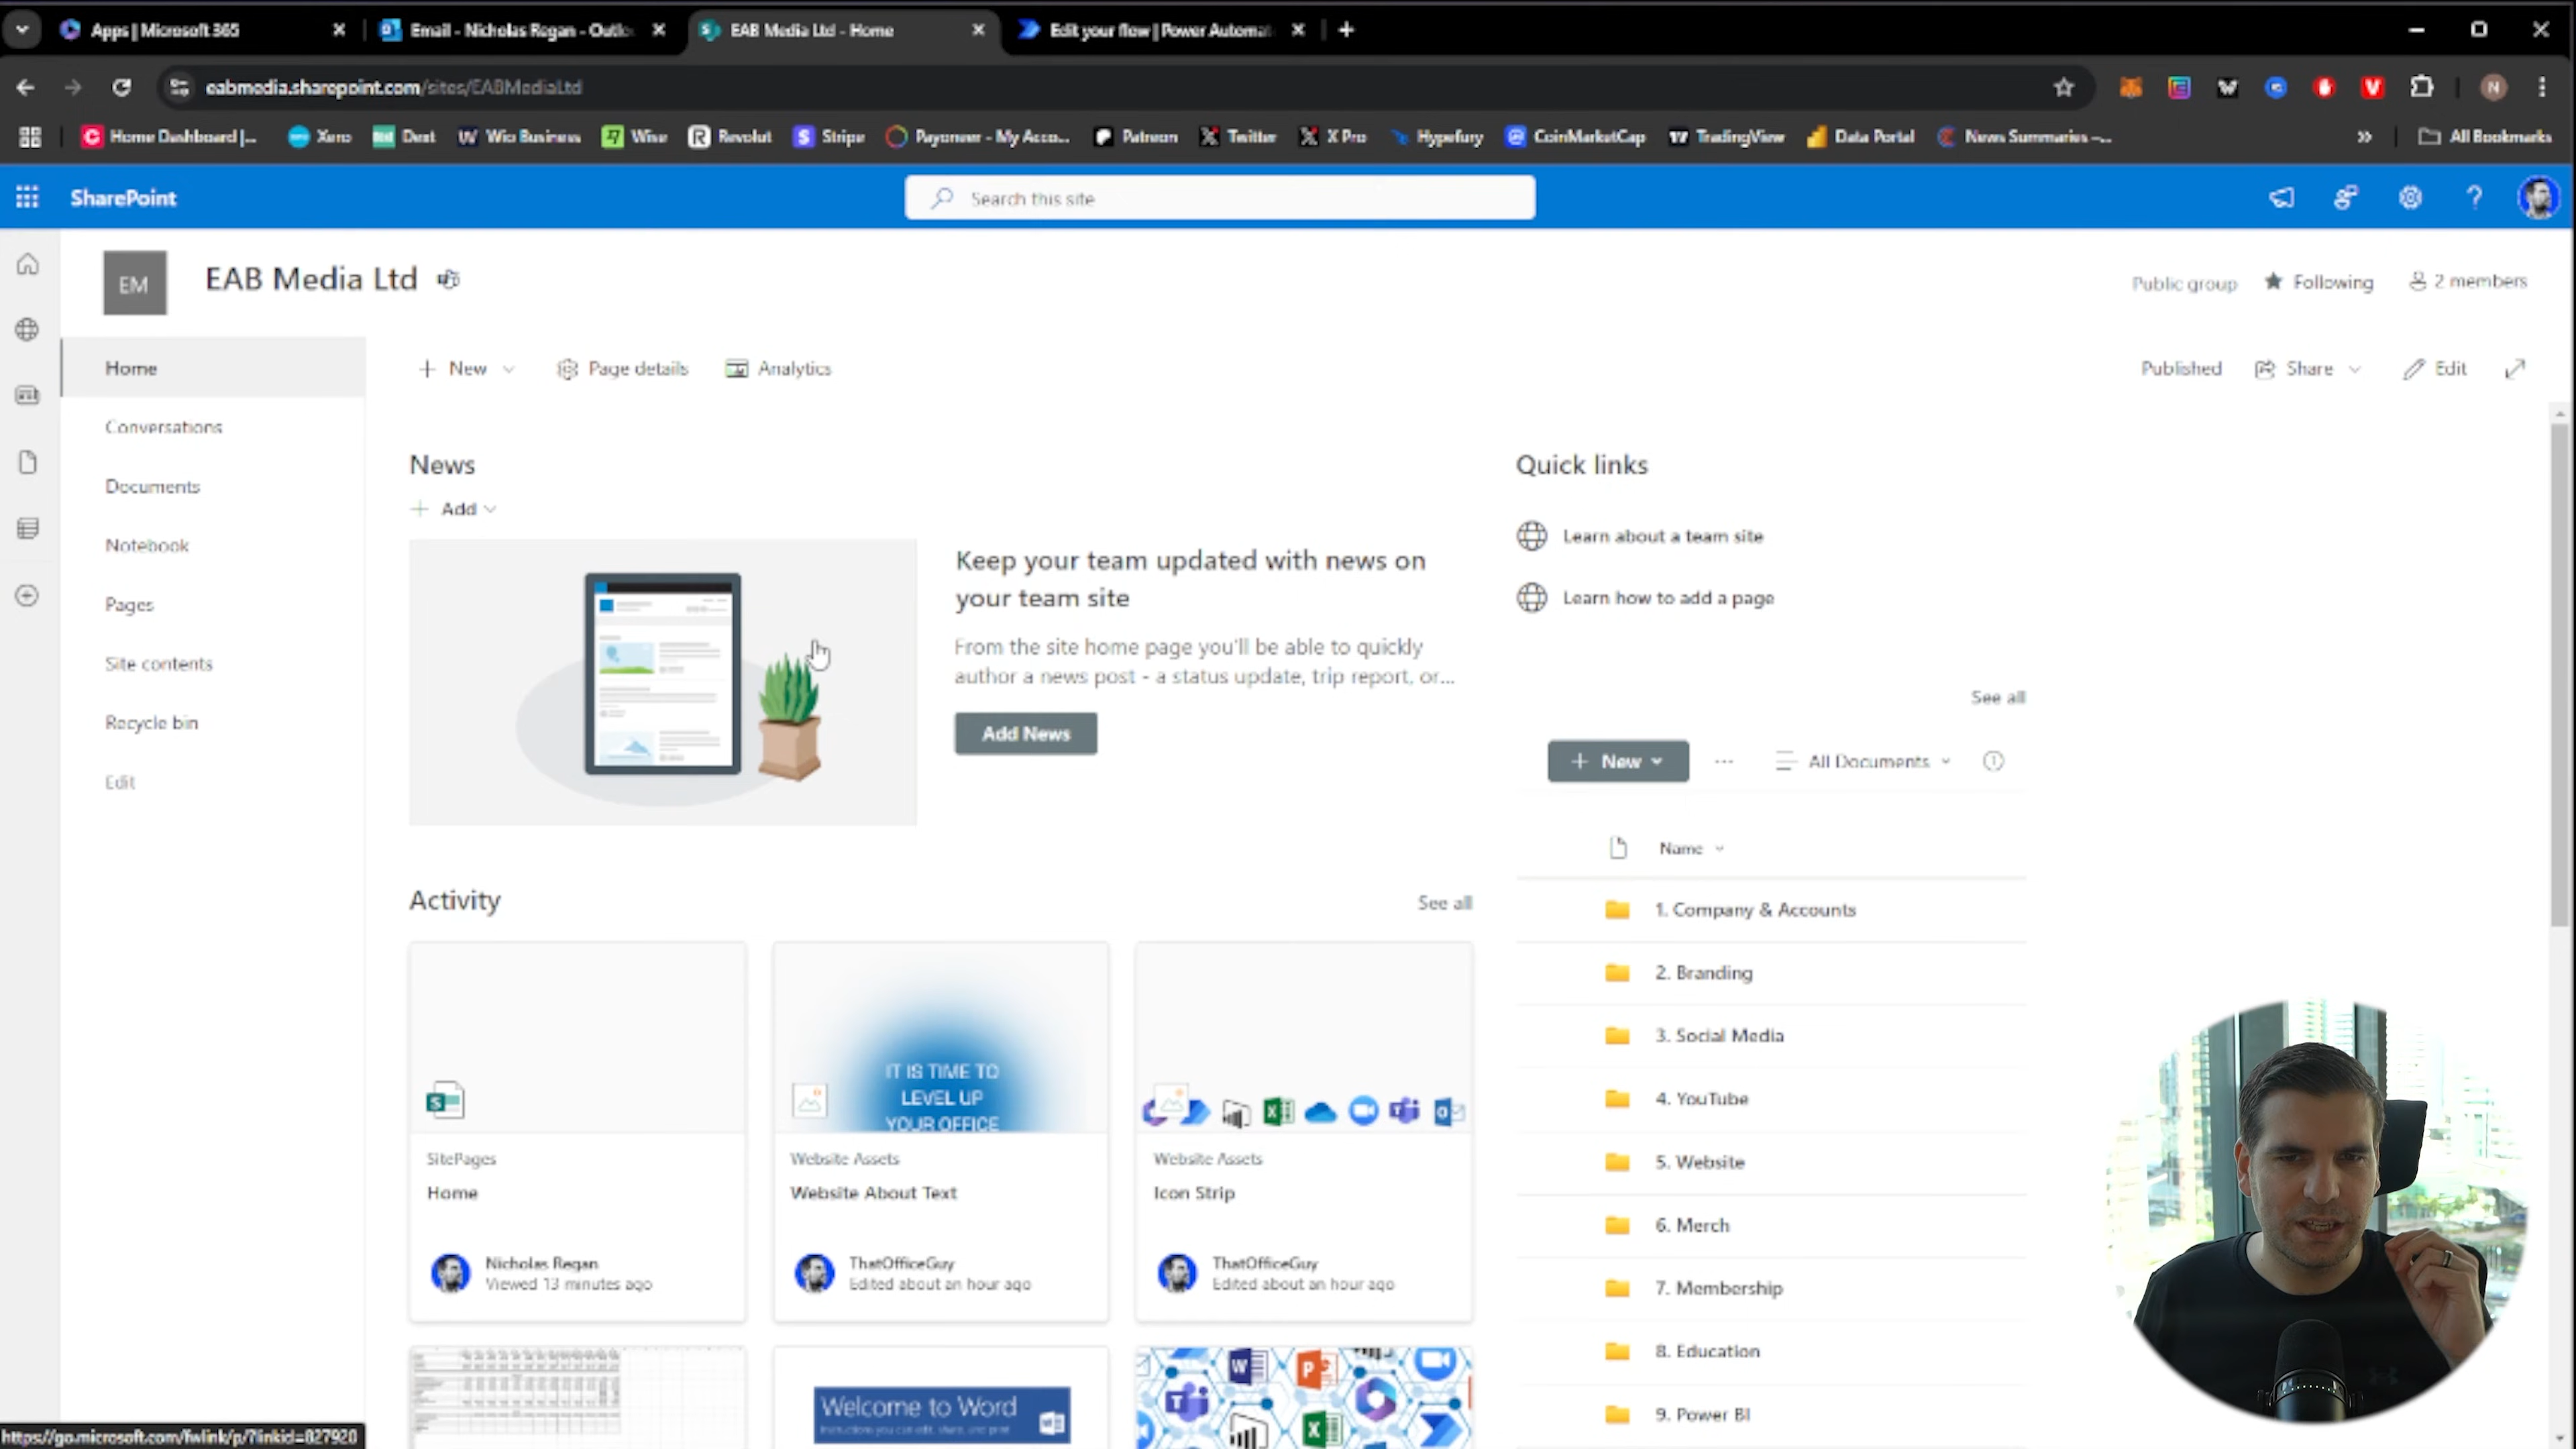 Apps | Microsoft 365
Email - Nicholas Regan - Outlo
EAB Media Ltd - Home
Edit your flow | Power Automat
eabmedia.sharepoint.com/sites/EABMediaLtd
N
Home Dashboard |...
Xero
Dext
Wio Business
Wise
Revolut
Stripe
Payoneer - My Acco...
Patreon
Twitter
X Pro
Hypefury
CoinMarketCap
TradingView
Data Portal
News Summaries –...
All Bookmarks
SharePoint
Search this site
EM
EAB Media Ltd
Public group
Following
2 members
Home
Conversations
Documents
Notebook
Pages
Site contents
Recycle bin
Edit
New
Page details
Analytics
Published
Share
Edit
News
Add
Keep your team updated with news on
your team site
From the site home page you'll be able to quickly
author a news post - a status update, trip report, or...
Add News
Quick links
Learn about a team site
Learn how to add a page
See all
New
All Documents
Name
1. Company & Accounts
2. Branding
3. Social Media
4. YouTube
5. Website
6. Merch
7. Membership
8. Education
9. Power BI
Activity
See all
SitePages
Home
Nicholas Regan
Viewed 13 minutes ago
IT IS TIME TO
LEVEL UP
YOUR OFFICE
Website Assets
Website About Text
ThatOfficeGuy
Edited about an hour ago
Website Assets
Icon Strip
ThatOfficeGuy
Edited about an hour ago
Welcome to Word
Instructions you can edit, share, and print
https://go.microsoft.com/fwlink/p/?linkid=827920